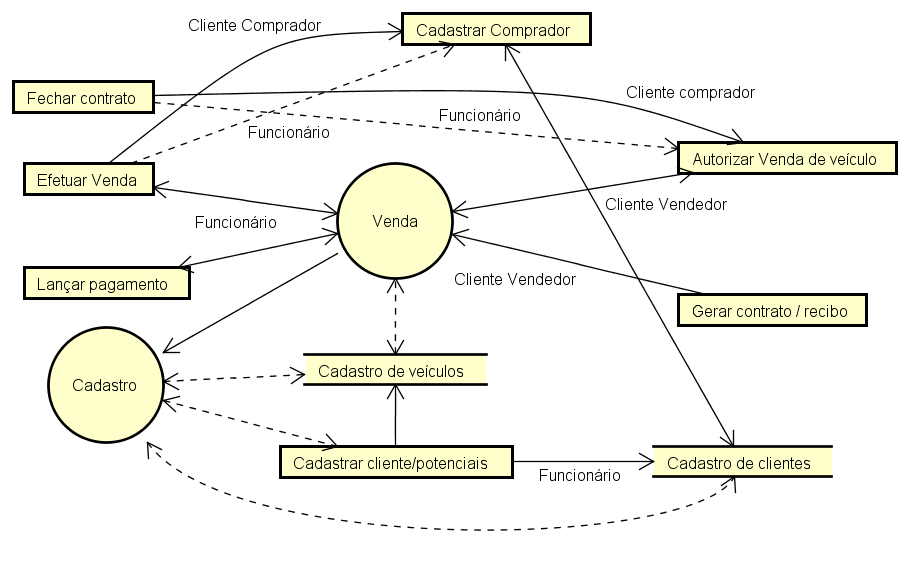 Cliente Comprador
Cadastrar Comprador
Fechar contrato
Cliente comprador
Funcionário
Funcionário
Efetuar Venda
Autorizar Venda de veículo
Venda
Cliente Vendedor
Funcionário
Lançar pagamento
Cliente Vendedor
Gerar contrato / recibo
Cadastro
Cadastro de veículos
Cadastrar cliente/potenciais
Funcionário
Cadastro de clientes